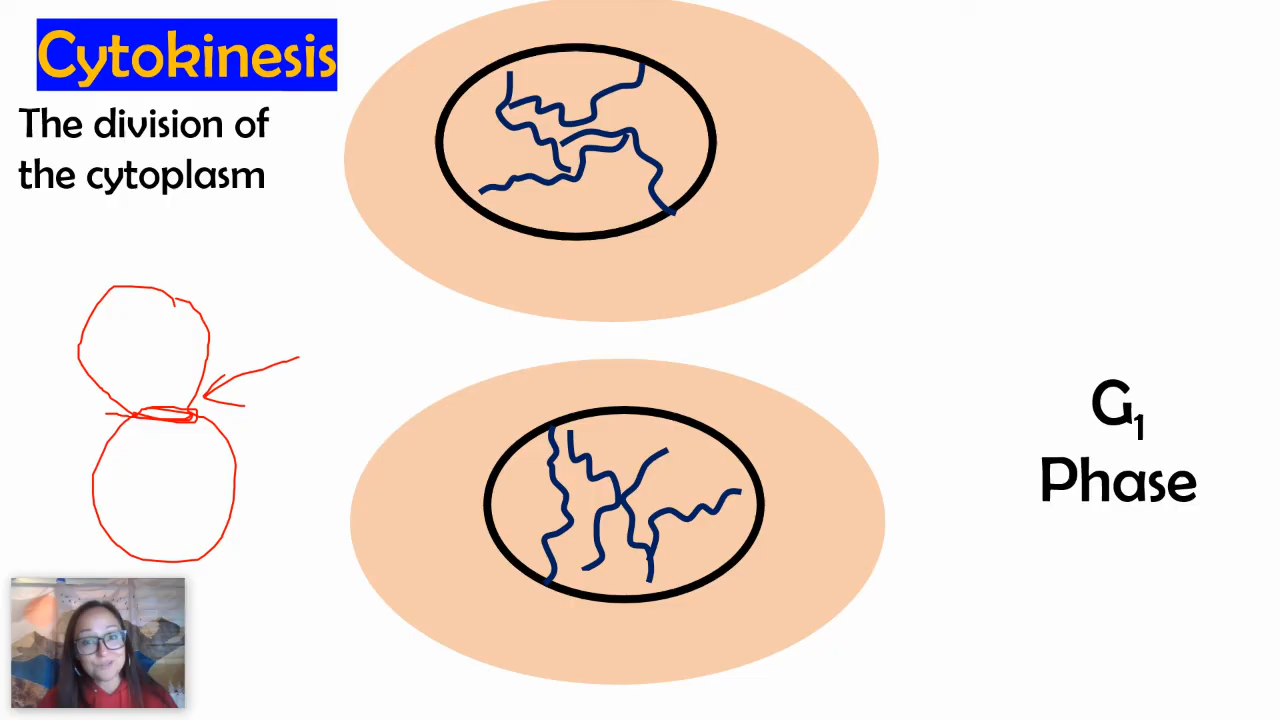 Cytokinesis
The division of
the cytoplasm
G₁
Phase